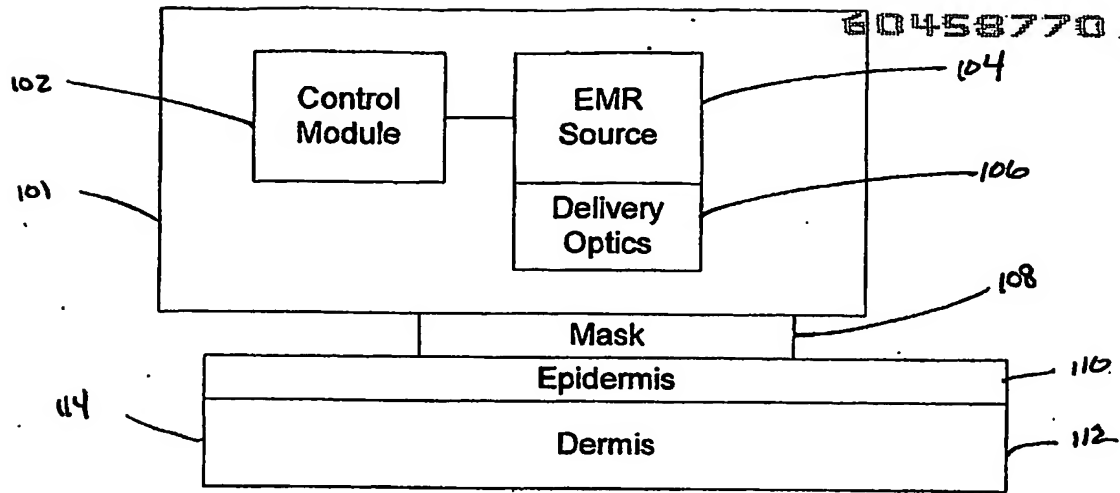 60458770
102
Control
Module
EMR
Source
104
101
Delivery
Optics
106
108
Mask
Epidermis
110
114
Dermis
112